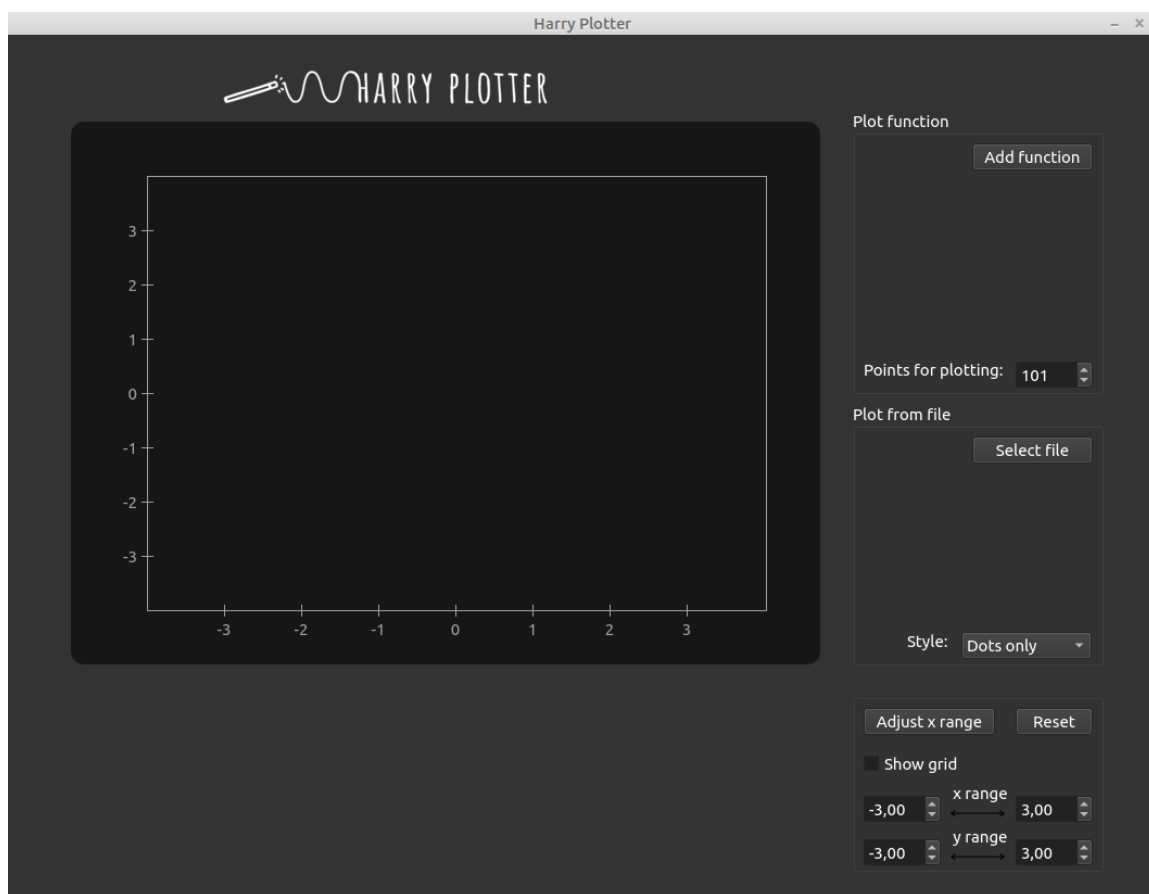 Harry Plotter
HARRY PLOTTER
3
2
1
0
-1
-2
-3
-3 -2 -1 0 1 2 3
Plot function
Add function
Points for plotting: 101
Plot from file
Select file
Style: Dots only
Adjust x range Reset
Show grid
x range
-3,00 3,00
y range
-3,00 3,00